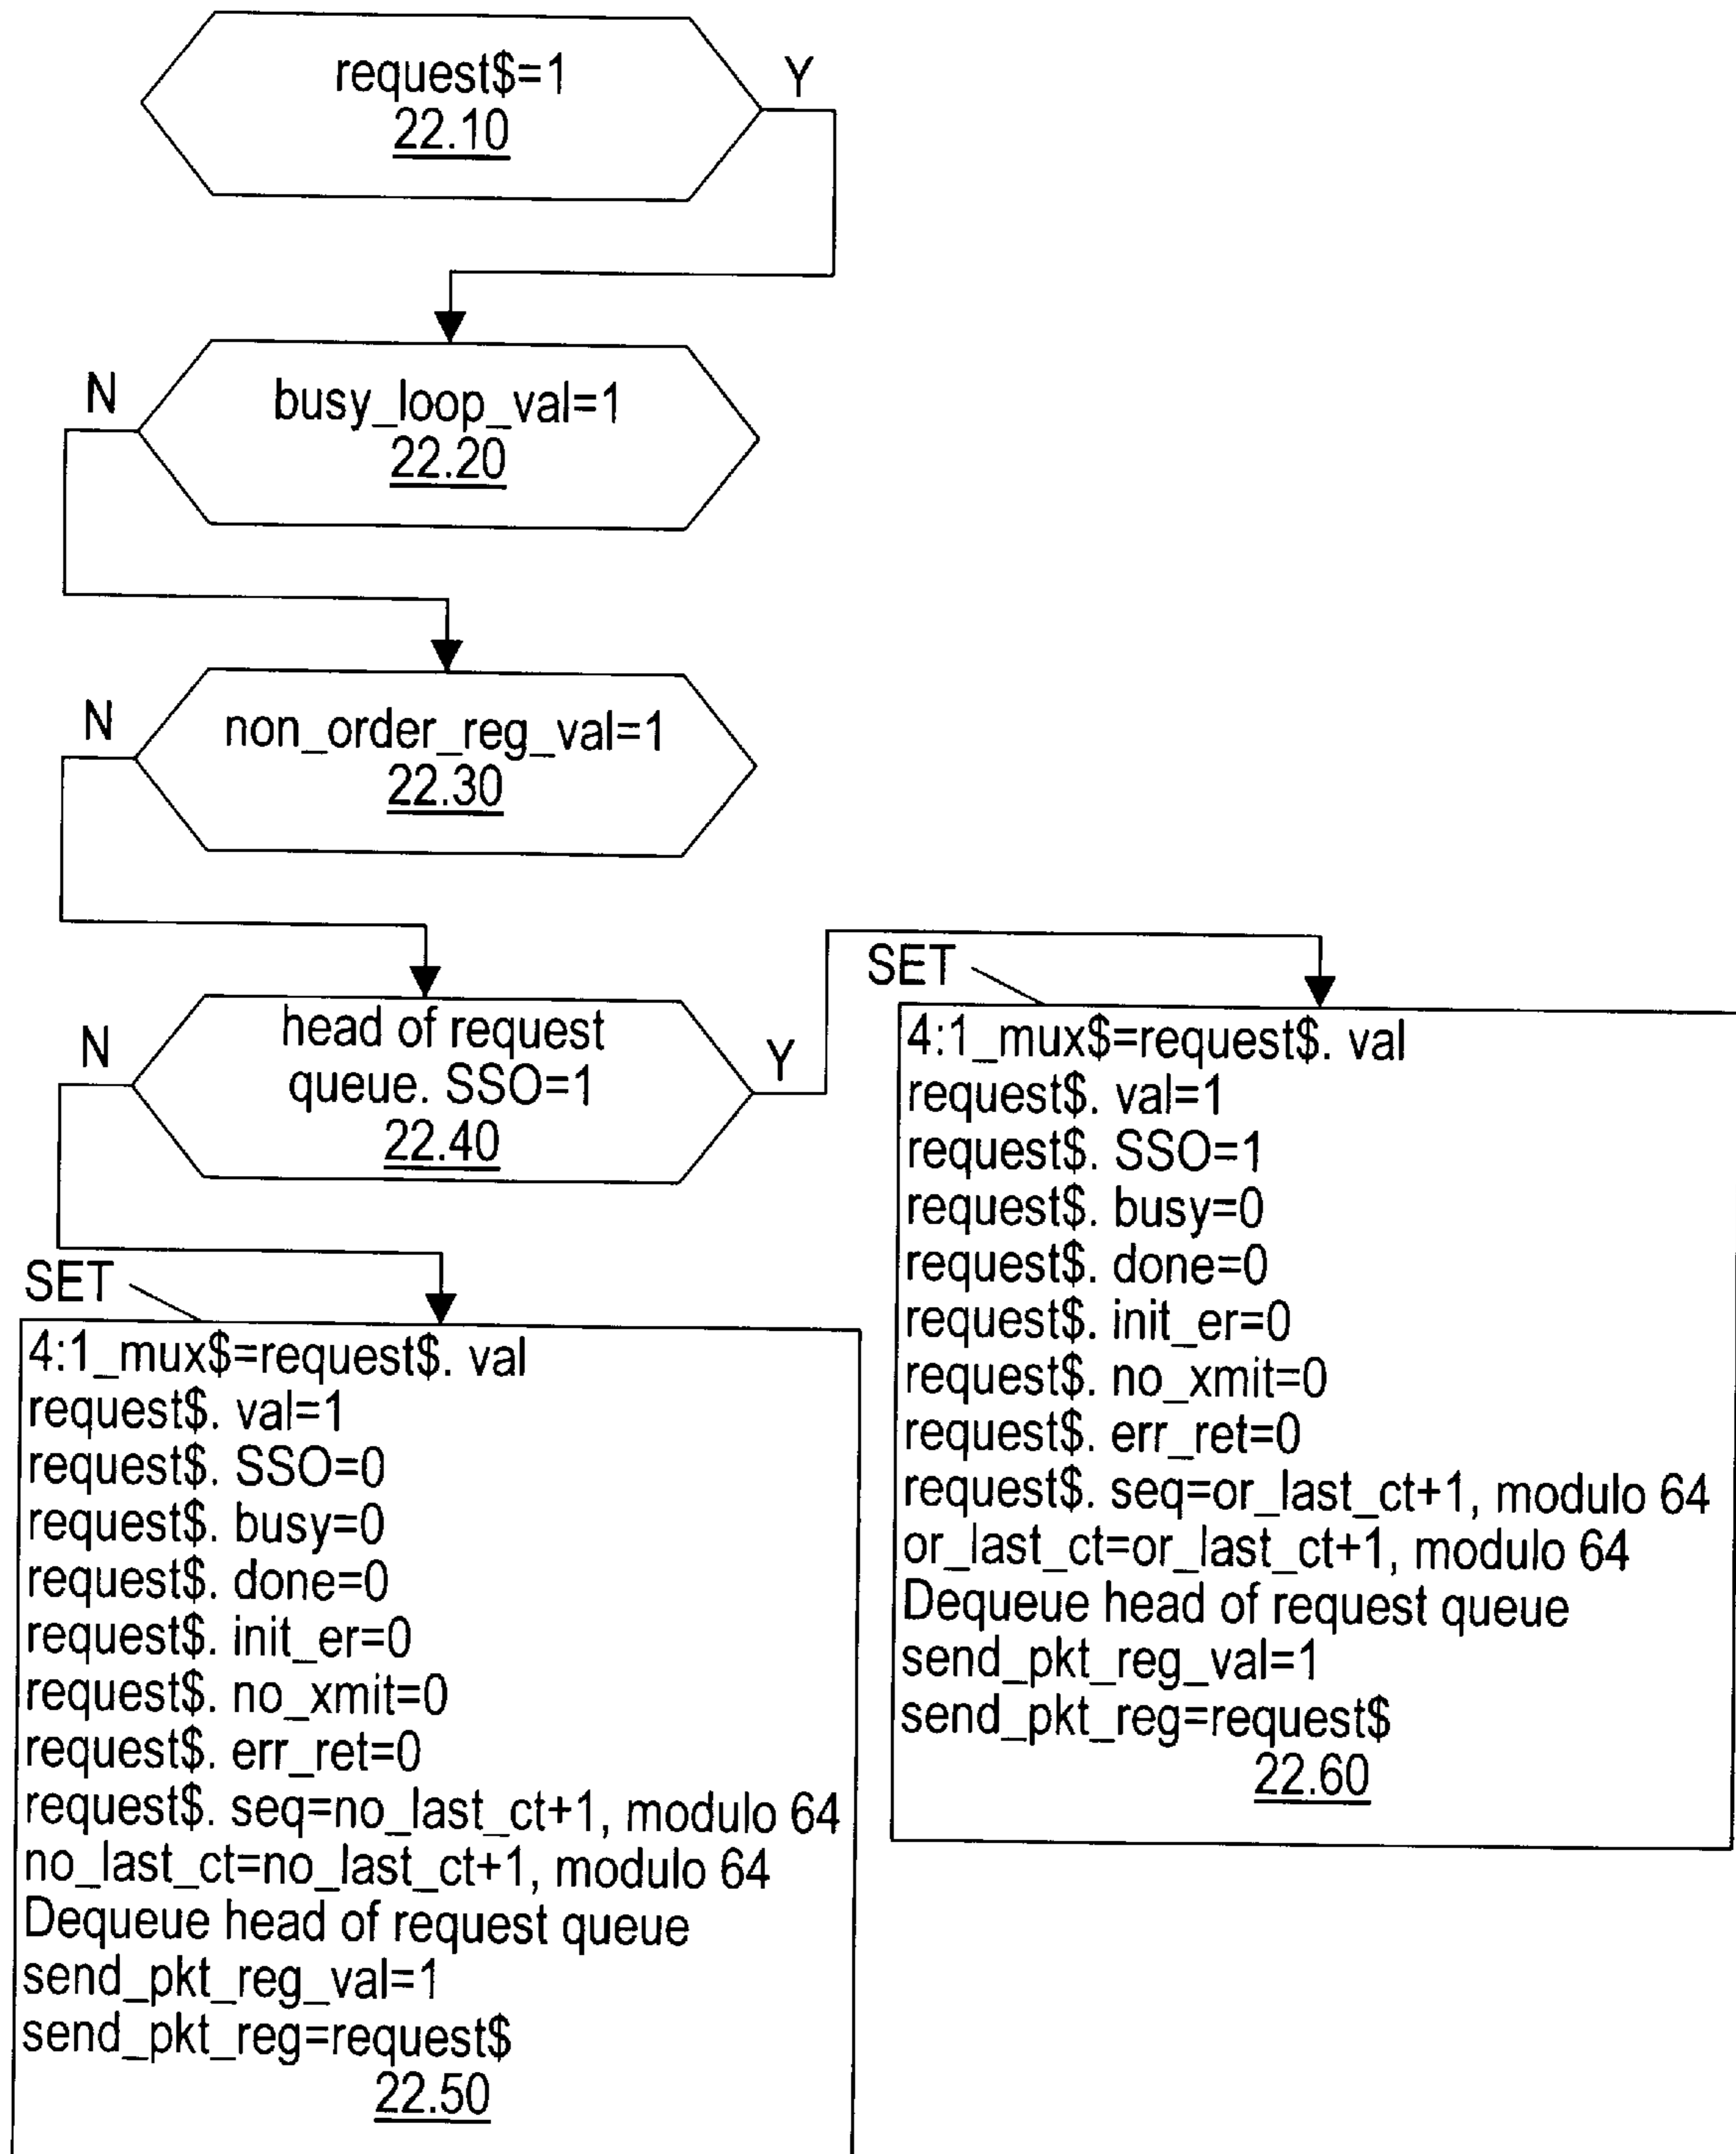 request$=1
Y
22.10
N
busy_loop_val=1
22.20
N
non_order_reg_val=1
22.30
N
head of request
queue. SSO=1
22.40
Y
SET
4:1_mux$=request$. val
request$. val=1
request$. SSO=0
request$. busy=0
request$. done=0
request$. init_er=0
request$. no_xmit=0
request$. err_ret=0
request$. seq=no_last_ct+1, modulo 64
no_last_ct=no_last_ct+1, modulo 64
Dequeue head of request queue
send_pkt_reg_val=1
send_pkt_reg=request$
22.50
SET
4:1_mux$=request$. val
request$. val=1
request$. SSO=1
request$. busy=0
request$. done=0
request$. init_er=0
request$. no_xmit=0
request$. err_ret=0
request$. seq=or_last_ct+1, modulo 64
or_last_ct=or_last_ct+1, modulo 64
Dequeue head of request queue
send_pkt_reg_val=1
send_pkt_reg=request$
22.60